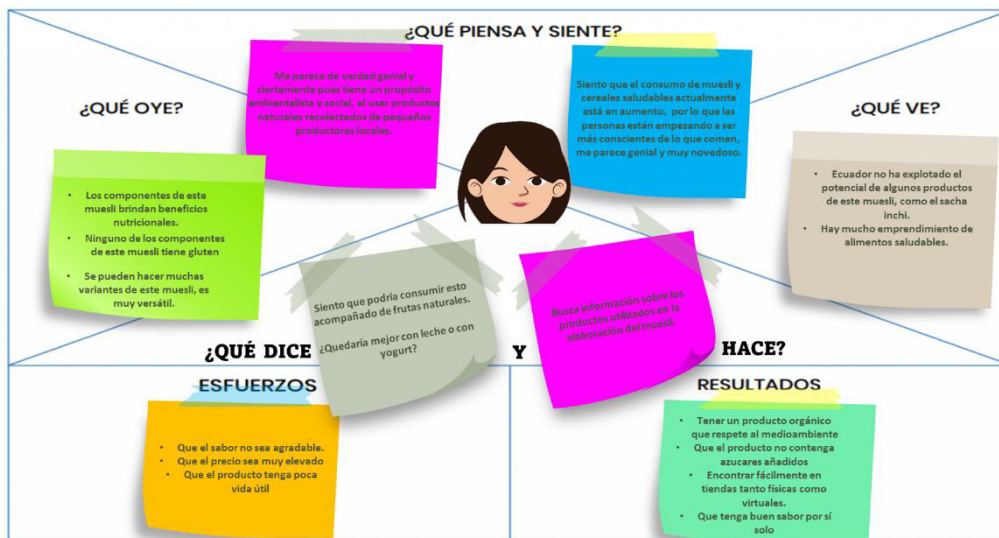 ¿QUÉ PIENSA Y SIENTE?
Me parece de verdad genial y
ciertamente pues tiene un propósito
ambientalista y social, al usar productos
naturales recolectados de pequeños
productores locales.
Siento que el consumo de muesli y
cereales saludables actualmente
está en aumento, por lo que las
personas están empezando a ser
más conscientes de lo que comen,
me parece genial y muy novedoso.
¿QUÉ OYE?
• Los componentes de este
muesli brindan beneficios
nutricionales.
• Ninguno de los componentes
de este muesli tiene gluten
• Se pueden hacer muchas
variantes de este muesli, es
muy versátil.
¿QUÉ VE?
• Ecuador no ha explotado el
potencial de algunos productos
de este muesli, como el sacha
inchi.
• Hay mucho emprendimiento de
alimentos saludables.
Siento que podría consumir esto
acompañado de frutas naturales.
¿Quedaría mejor con leche o con
yogurt?
Busca información sobre los
productos utilizados en la
elaboración del muesli.
¿QUÉ DICE Y HACE?
ESFUERZOS
• Que el sabor no sea agradable.
• Que el precio sea muy elevado
• Que el producto tenga poca
vida útil
RESULTADOS
• Tener un producto orgánico
que respete al medioambiente
• Que el producto no contenga
azucares añadidos
• Encontrar fácilmente en
tiendas tanto físicas como
virtuales.
• Que tenga buen sabor por sí
solo